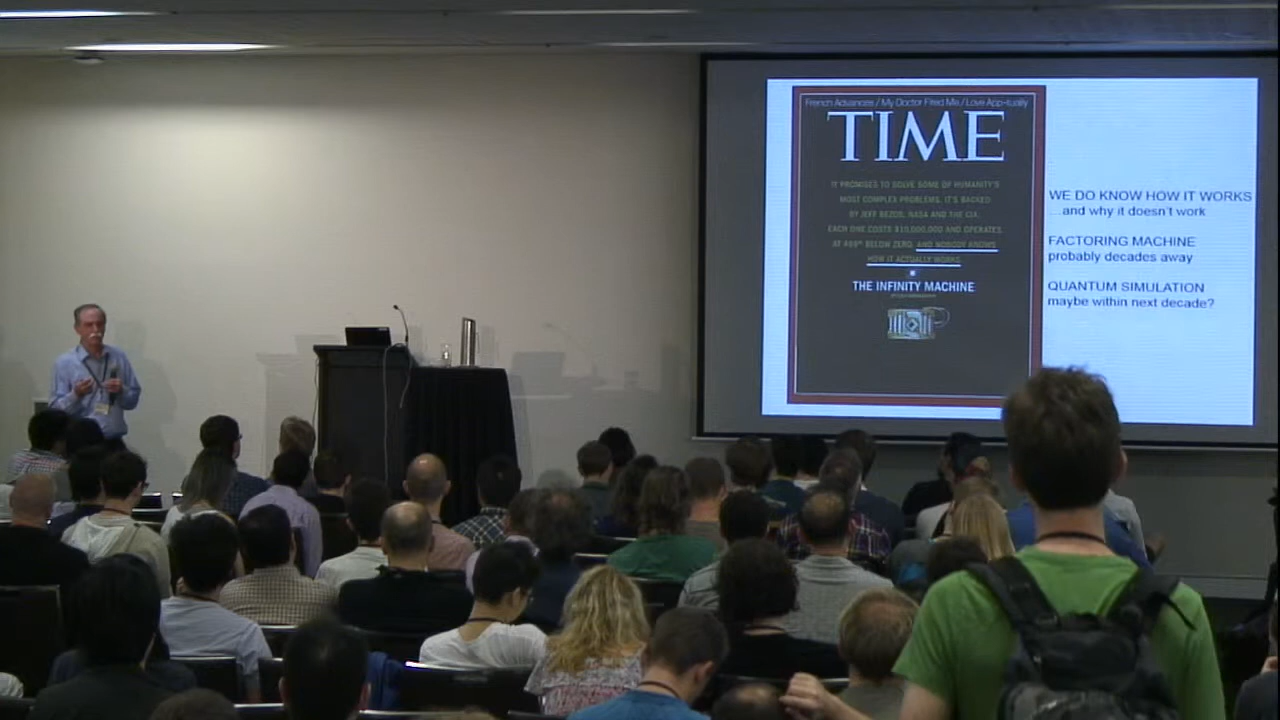 French Advances / My Doctor Fired Me / Love App-tually
TIME
IT PROMISES TO SOLVE SOME OF HUMANITY'S
MOST COMPLEX PROBLEMS. IT'S BACKED
BY JEFF BEZOS, NASA AND THE CIA.
EACH ONE COSTS $10,000,000 AND OPERATES
AT 459° BELOW ZERO. AND NOBODY KNOWS
HOW IT ACTUALLY WORKS
THE INFINITY MACHINE
WE DO KNOW HOW IT WORKS
...and why it doesn't work
FACTORING MACHINE
probably decades away
QUANTUM SIMULATION
maybe within next decade?